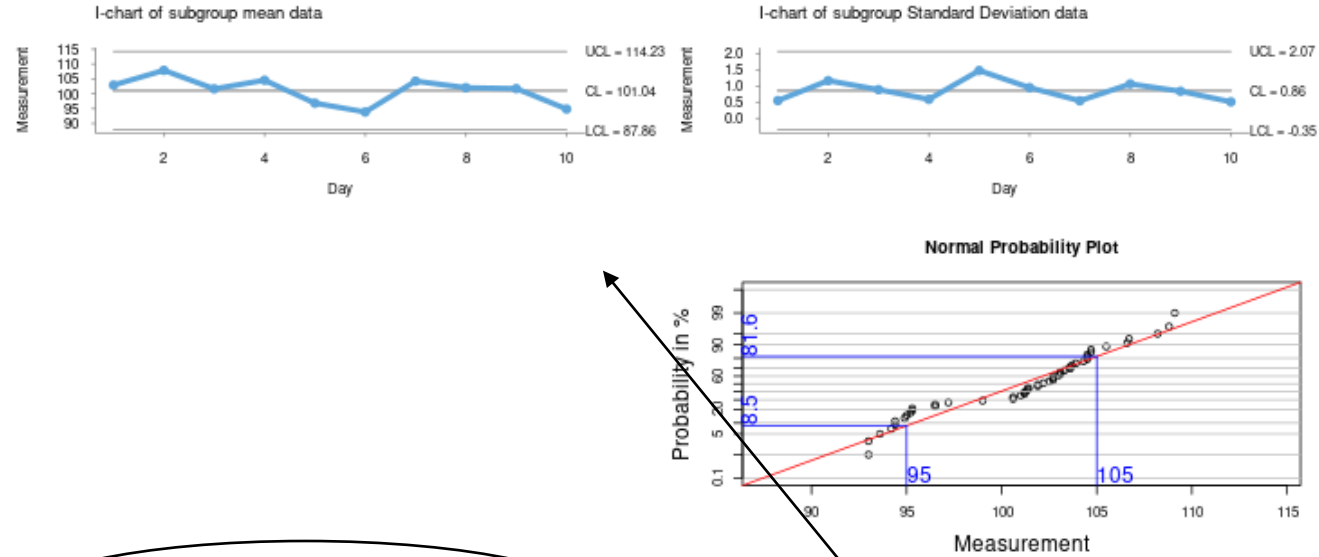 I-chart of subgroup mean data
Measurement
115
110
105
100
95
90
UCL = 114.23
CL = 101.04
LCL = 87.86
2 4 6 8 10
Day
I-chart of subgroup Standard Deviation data
Measurement
2.0
1.5
1.0
0.5
0.0
UCL = 2.07
CL = 0.86
LCL = -0.35
2 4 6 8 10
Day
Normal Probability Plot
Probability in %
99
90
60
5
0.1
81.6
8.5
95
105
90 95 100 105 110 115
Measurement